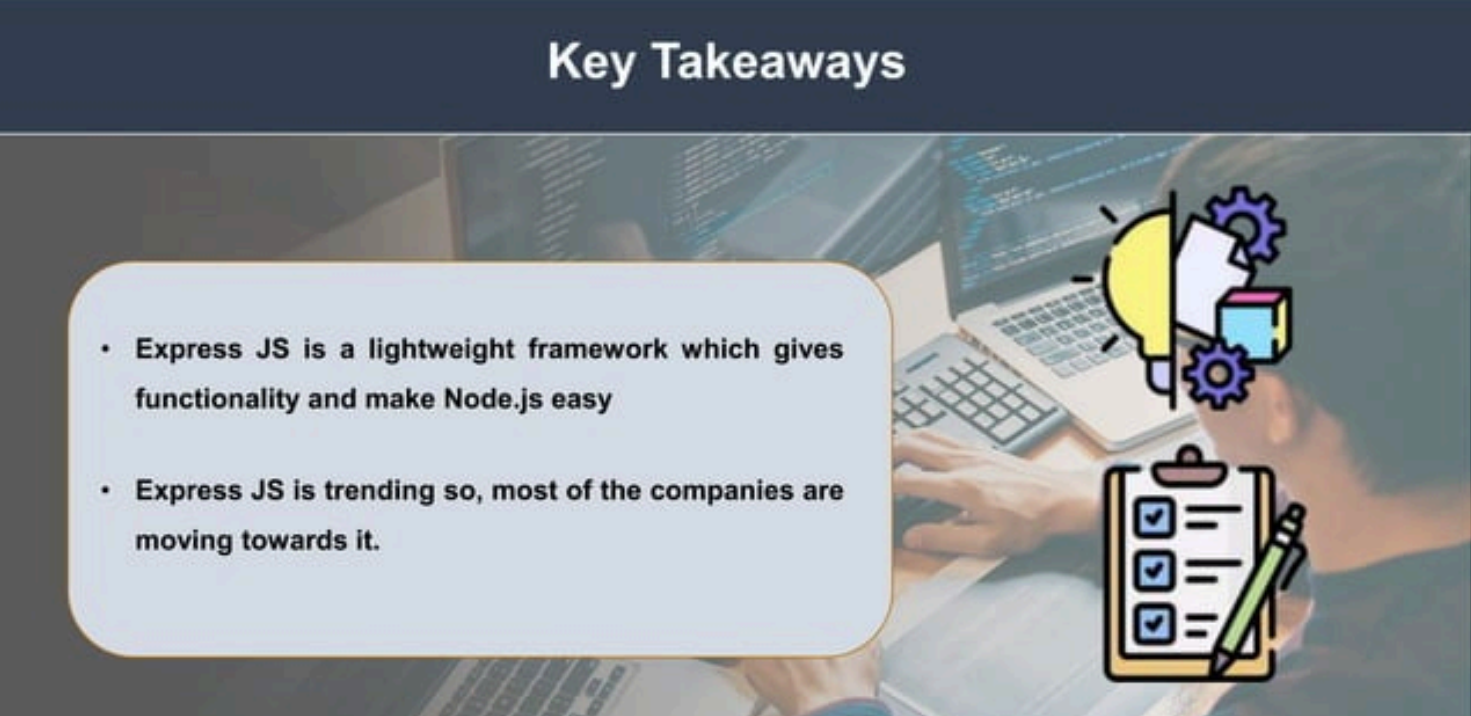 Key Takeaways
• Express JS is a lightweight framework which gives
functionality and make Node.js easy
• Express JS is trending so, most of the companies are
moving towards it.